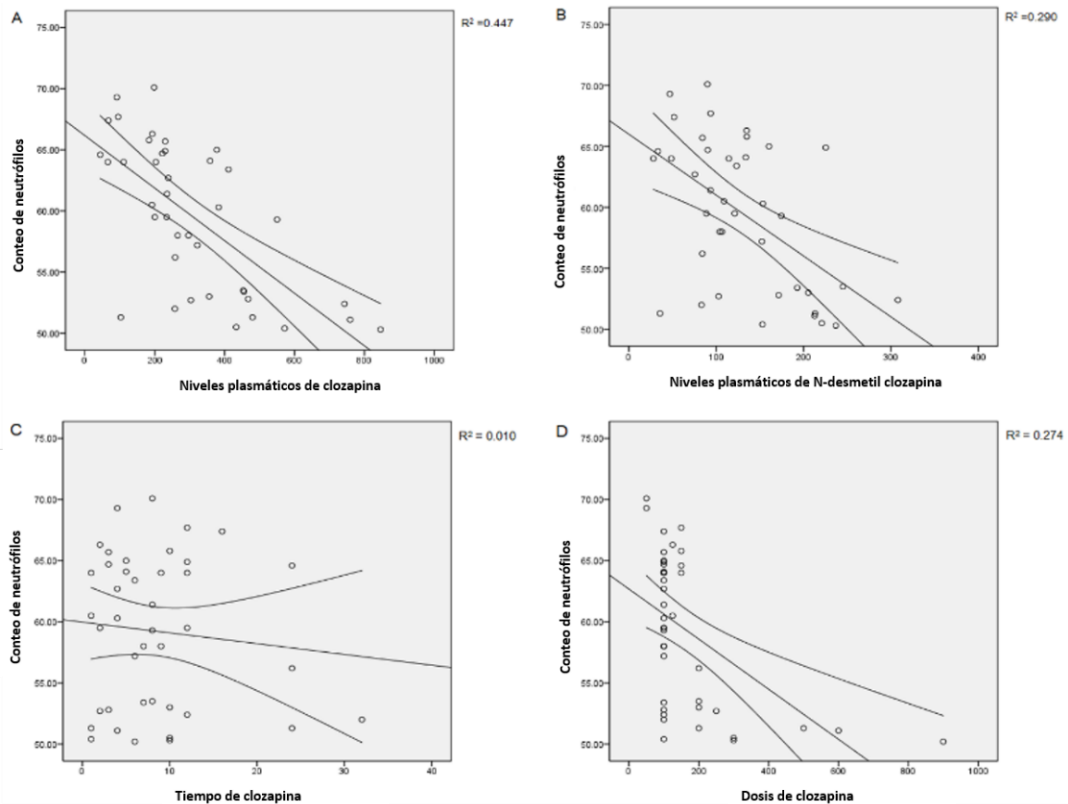 A
R² =0.447
Conteo de neutrófilos
75.00
70.00
65.00
60.00
55.00
50.00
0 200 400 600 800 1000
Niveles plasmáticos de clozapina
B
R² =0.290
Conteo de neutrófilos
75.00
70.00
65.00
60.00
55.00
50.00
0 100 200 300 400
Niveles plasmáticos de N-desmetil clozapina
C
R² = 0.010
Conteo de neutrófilos
75.00
70.00
65.00
60.00
55.00
50.00
0 10 20 30 40
Tiempo de clozapina
D
R² = 0.274
Conteo de neutrófilos
75.00
70.00
65.00
60.00
55.00
50.00
0 200 400 600 800 1000
Dosis de clozapina